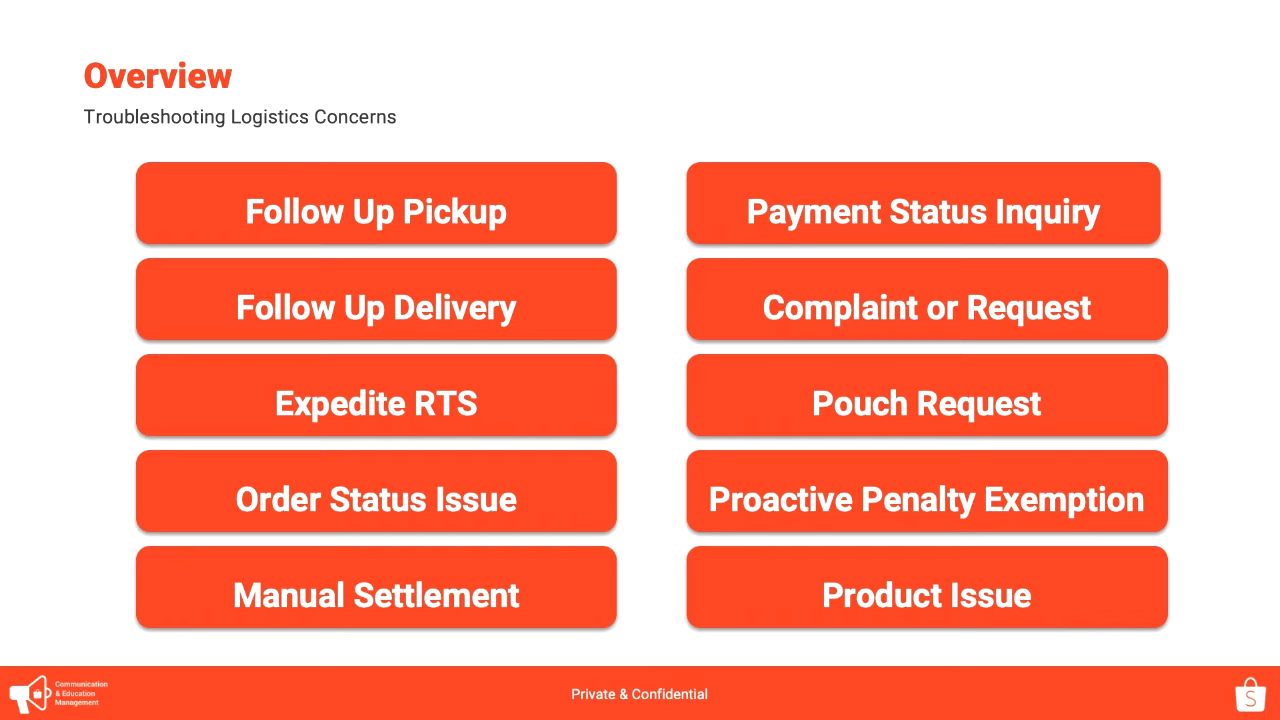 Overview
Troubleshooting Logistics Concerns
Follow Up Pickup
Follow Up Delivery
Expedite RTS
Order Status Issue
Manual Settlement
Payment Status Inquiry
Complaint or Request
Pouch Request
Proactive Penalty Exemption
Product Issue
Communication
& Education
Management
Private & Confidential
S